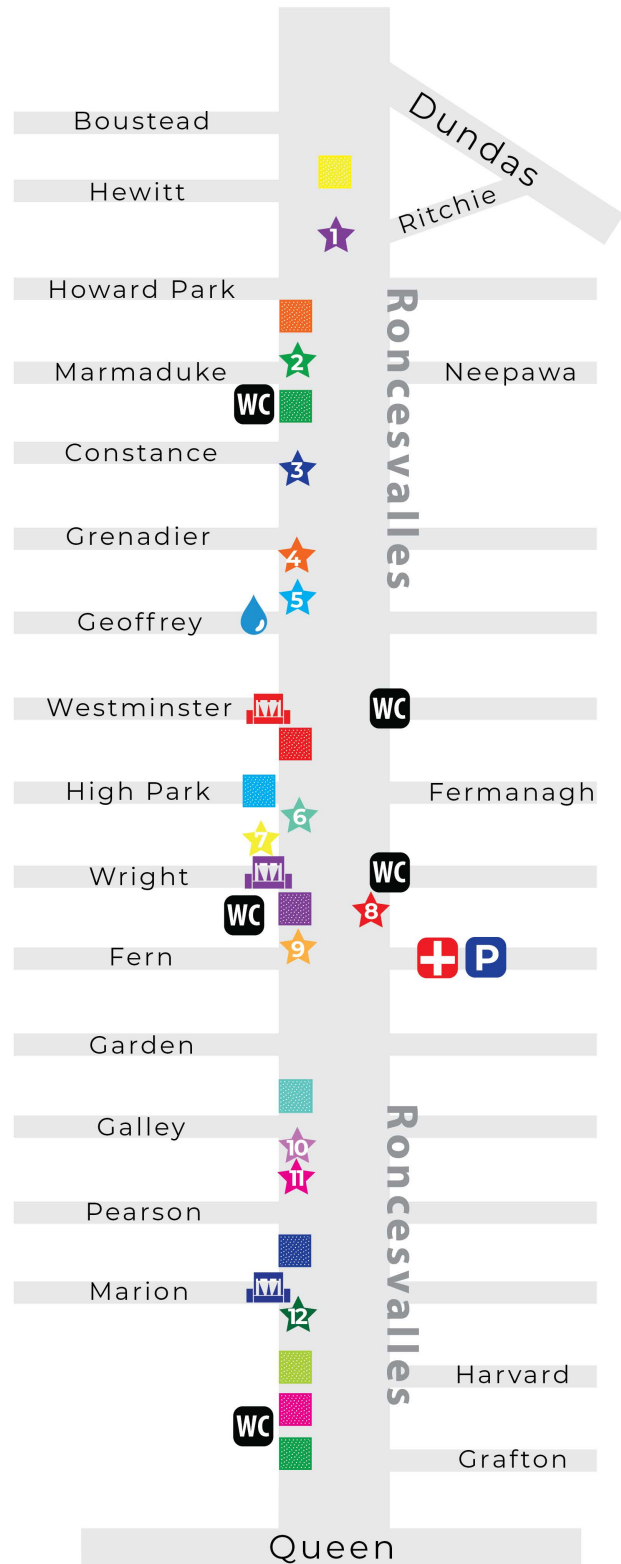 Boustead
Dundas
Hewitt
Ritchie
1
Howard Park
Roncesvalles
2
Marmaduke
Neepawa
WC
Constance
3
Grenadier
4
5
Geoffrey
Westminster
WC
High Park
Fermanagh
6
7
Wright
WC
WC
8
9
Fern
P
Garden
Galley
Roncesvalles
10
11
Pearson
Marion
12
Harvard
WC
Grafton
Queen